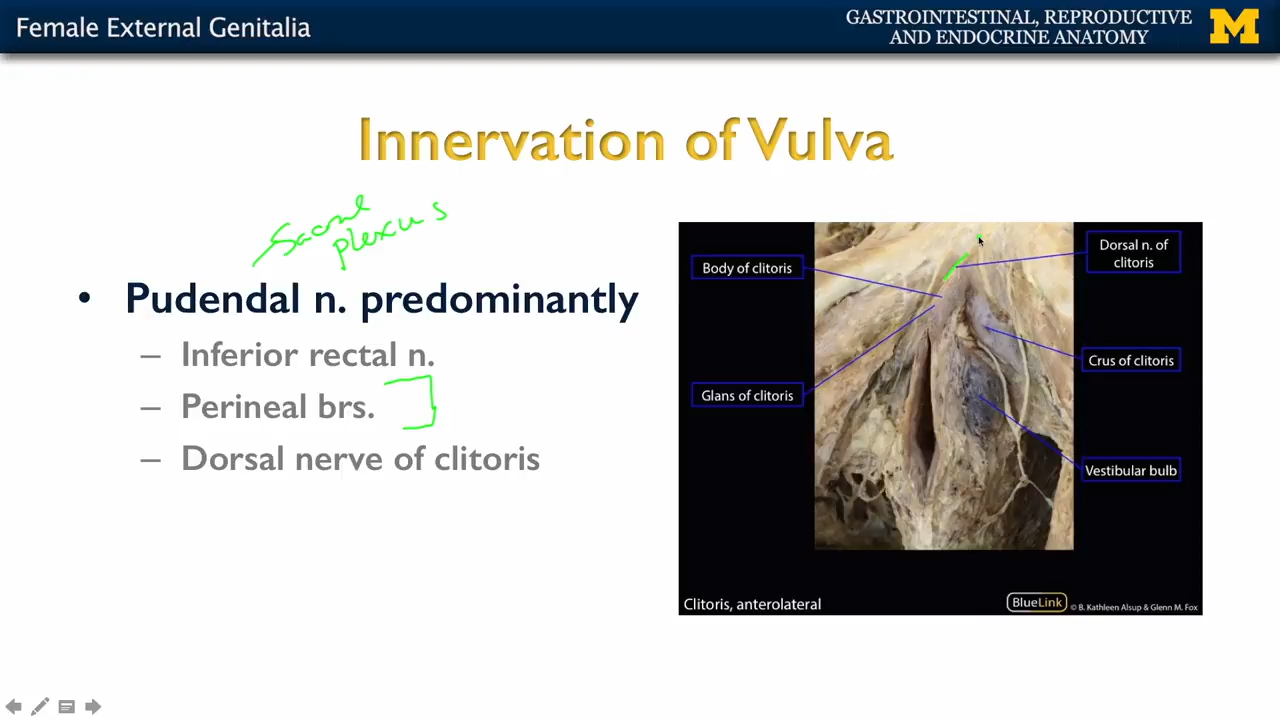 Female External Genitalia
GASTROINTESTINAL, REPRODUCTIVE
AND ENDOCRINE ANATOMY
M
Innervation of Vulva
Sacral
plexus
• Pudendal n. predominantly
– Inferior rectal n.
– Perineal brs.
– Dorsal nerve of clitoris
Body of clitoris
Glans of clitoris
Dorsal n. of
clitoris
Crus of clitoris
Vestibular bulb
Clitoris, anterolateral
BlueLink © B. Kathleen Alsup & Glenn M. Fox